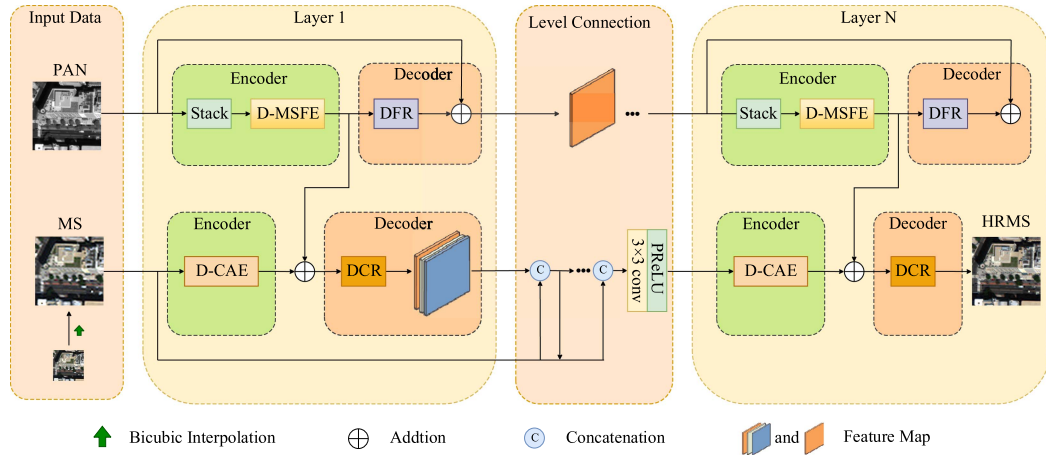 Input Data
Layer 1
Level Connection
Layer N
PAN
Encoder
Decoder
Stack
D-MSFE
DFR
•••
Encoder
Decoder
Stack
D-MSFE
DFR
MS
Encoder
Decoder
D-CAE
DCR
C
•••
C
3×3 conv
PReLU
Encoder
Decoder
HRMS
D-CAE
DCR
Bicubic Interpolation
Addtion
C
Concatenation
and
Feature Map